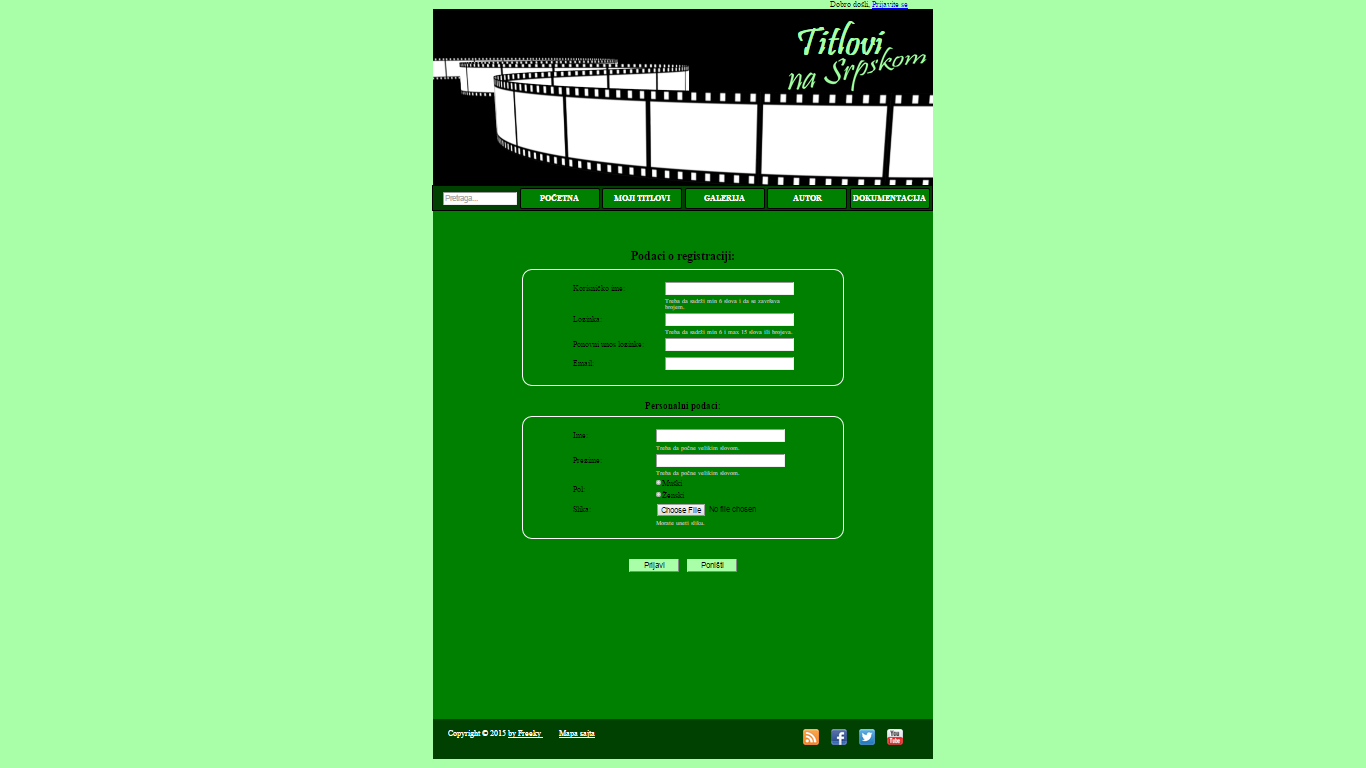 Dobro došli, Prijavite se
Titlovi
na Srpskom
Pretraga...
POČETNA
MOJI TITLOVI
GALERIJA
AUTOR
DOKUMENTACIJA
Podaci o registraciji:
Korisničko ime:
Treba da sadrži min 6 slova i da se završava
brojem.
Lozinka:
Treba da sadrži min 6 i max 15 slova ili brojeva.
Ponovni unos lozinke:
Email:
Personalni podaci:
Ime:
Treba da počne velikim slovom.
Prezime:
Treba da počne velikim slovom.
Pol:
Muški
Ženski
Slika:
Choose File No file chosen
Morate uneti sliku.
Prijavi
Poništi
Copyright © 2015 by Freeky
Mapa sajta
You
Tube